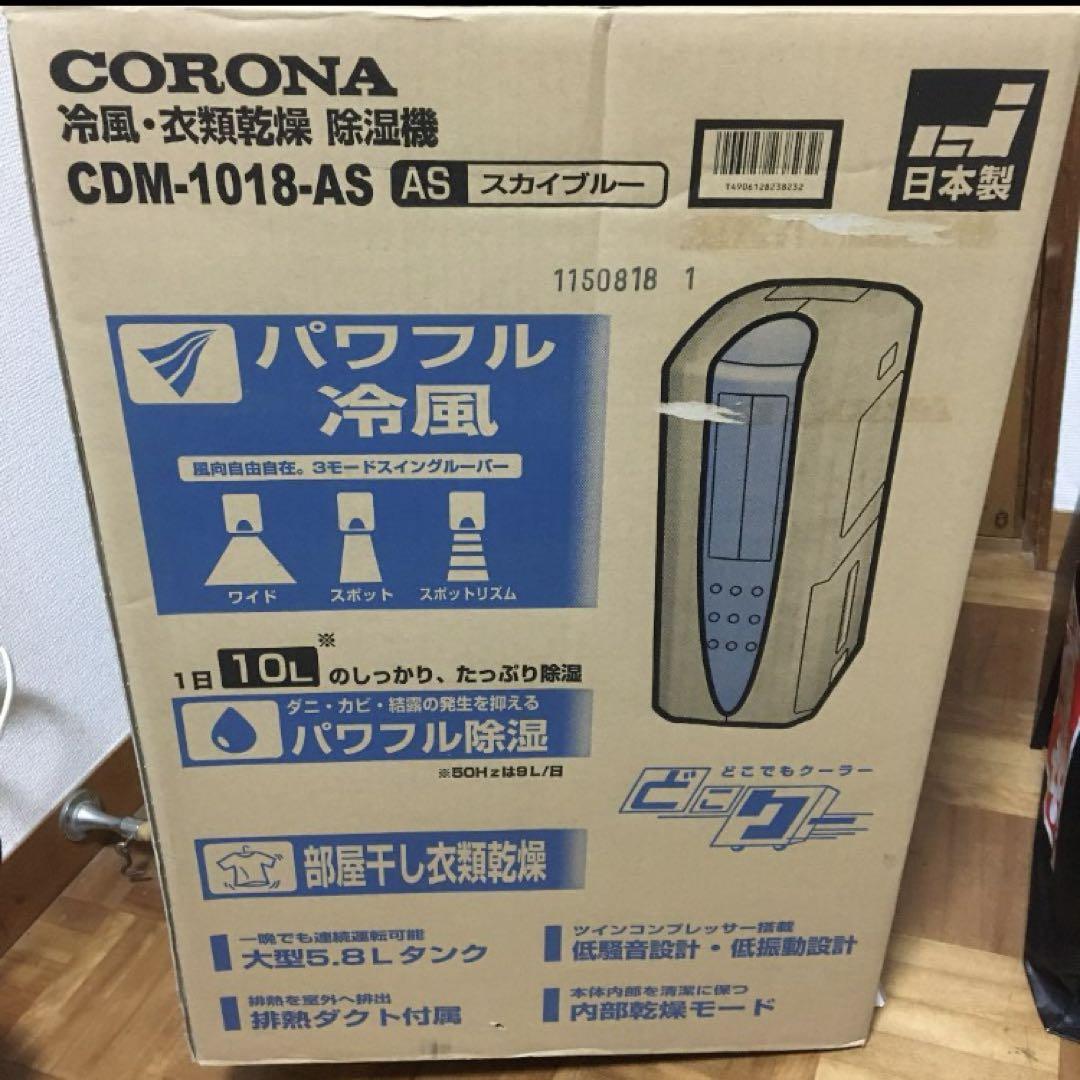 CORONA
冷風・衣類乾燥 除湿機
CDM-1018-AS AS スカイブルー
T4906128238232
日本製
1150818 1
パワフル
冷風
風向自由自在。3モードスイングルーバー
ワイド スポット スポットリズム
1日 10L※ のしっかり、たっぷり除湿
ダニ・カビ・結露の発生を抑える
パワフル除湿
※50Hzは9L/日
どこでもクーラー
どこクー
部屋干し衣類乾燥
一晩でも連続運転可能
大型5.8Lタンク
ツインコンプレッサー搭載
低騒音設計・低振動設計
排熱を室外へ排出
排熱ダクト付属
本体内部を清潔に保つ
内部乾燥モード